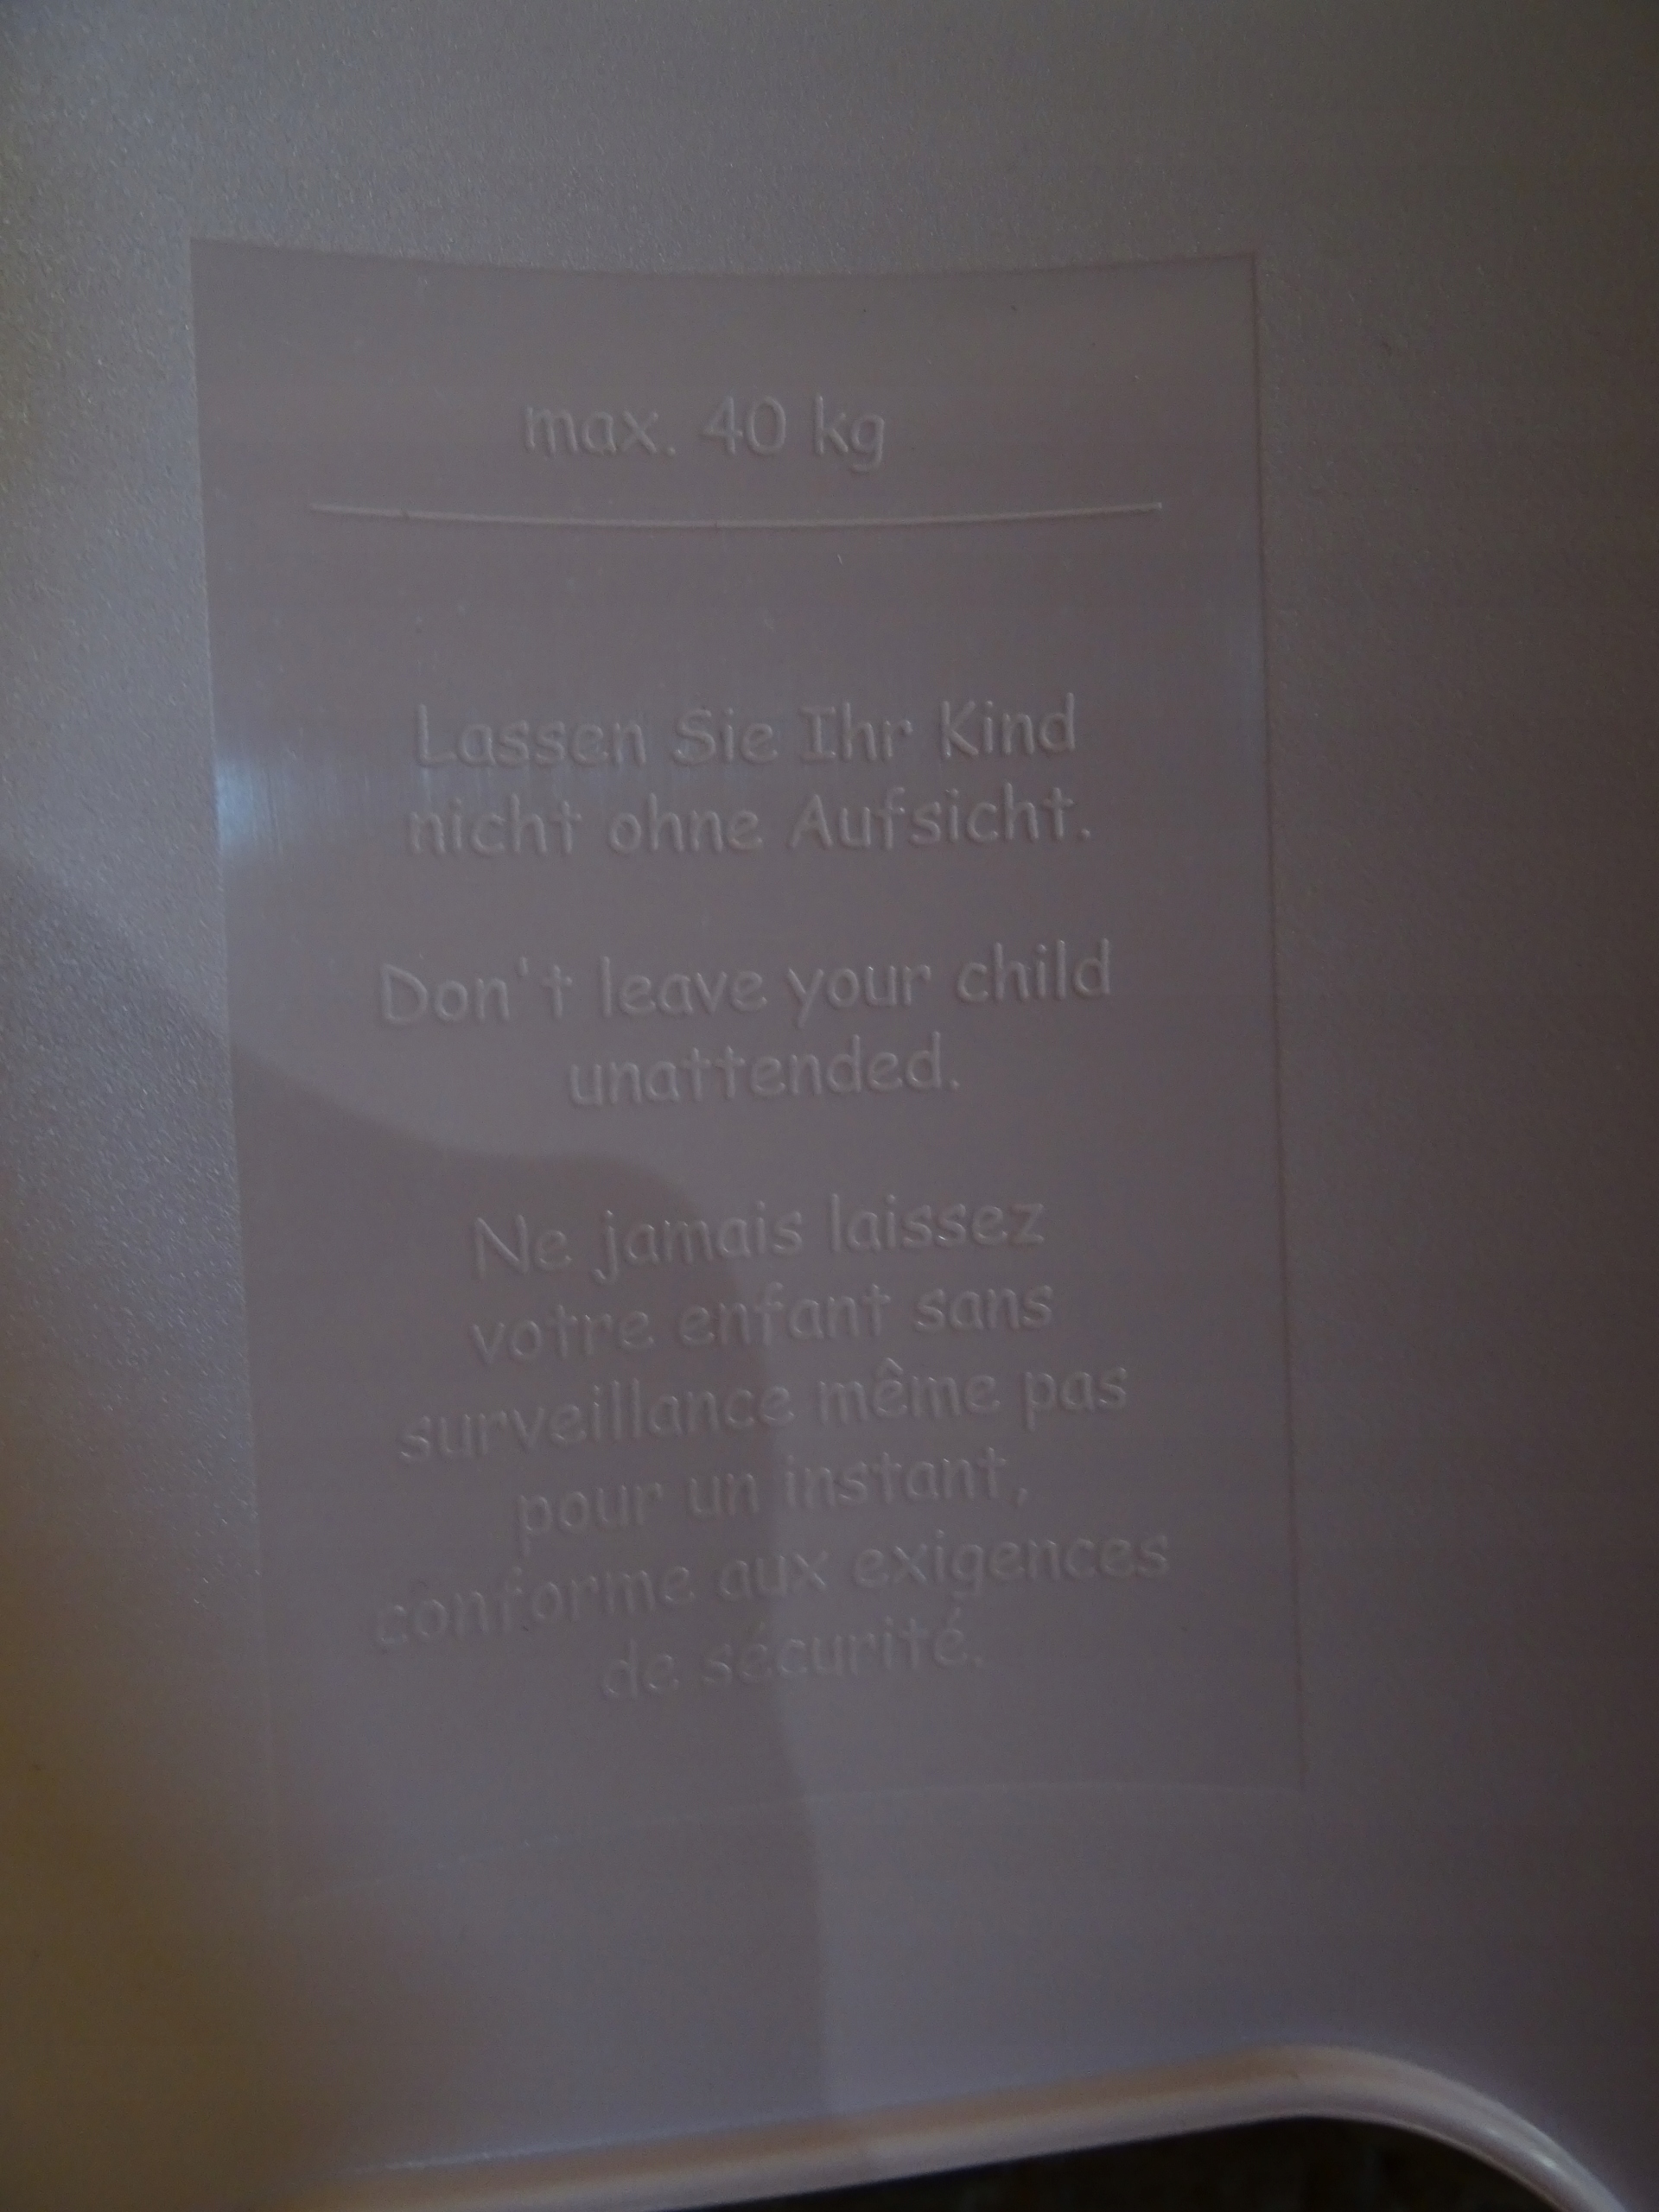 max. 40 kg
Lassen Sie Ihr Kind
nicht ohne Aufsicht.
Don't leave your child
unattended.
Ne jamais laissez
votre enfant sans
surveillance même pas
pour un instant,
conforme aux exigences
de sécurité.